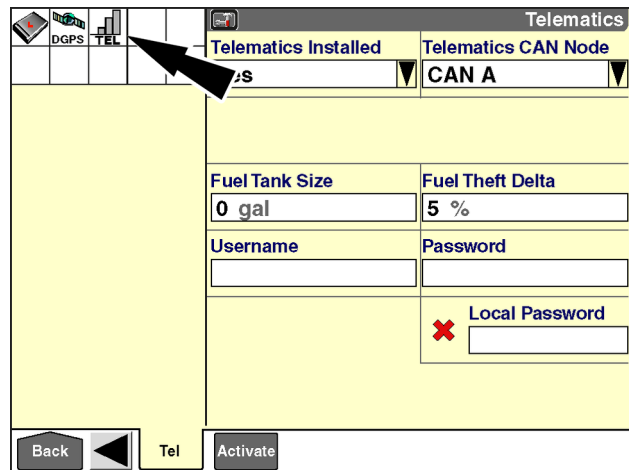 Telematics
DGPS TEL
Telematics Installed Telematics CAN Node
es CAN A
Fuel Tank Size Fuel Theft Delta
0 gal 5 %
Username Password
Local Password
Back Tel Activate